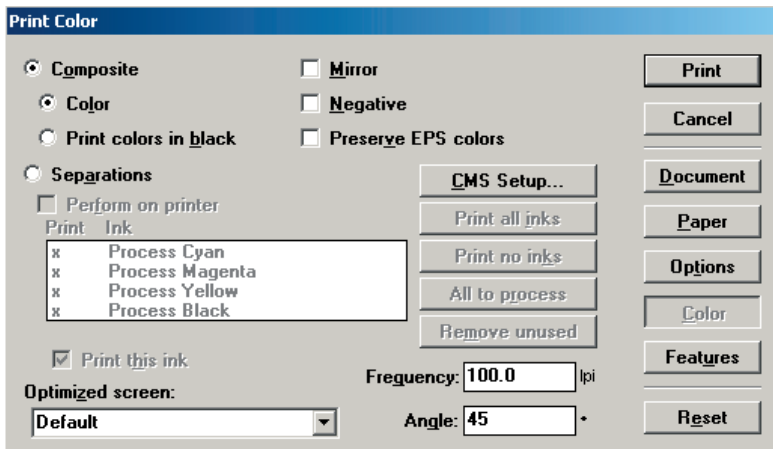 Print Color
Composite
Color
Print colors in black
Separations
Perform on printer
Print Ink
x Process Cyan
x Process Magenta
x Process Yellow
x Process Black
Print this ink
Optimized screen:
Default
Mirror
Negative
Preserve EPS colors
CMS Setup...
Print all inks
Print no inks
All to process
Remove unused
Frequency: 100.0 lpi
Angle: 45 °
Print
Cancel
Document
Paper
Options
Color
Features
Reset